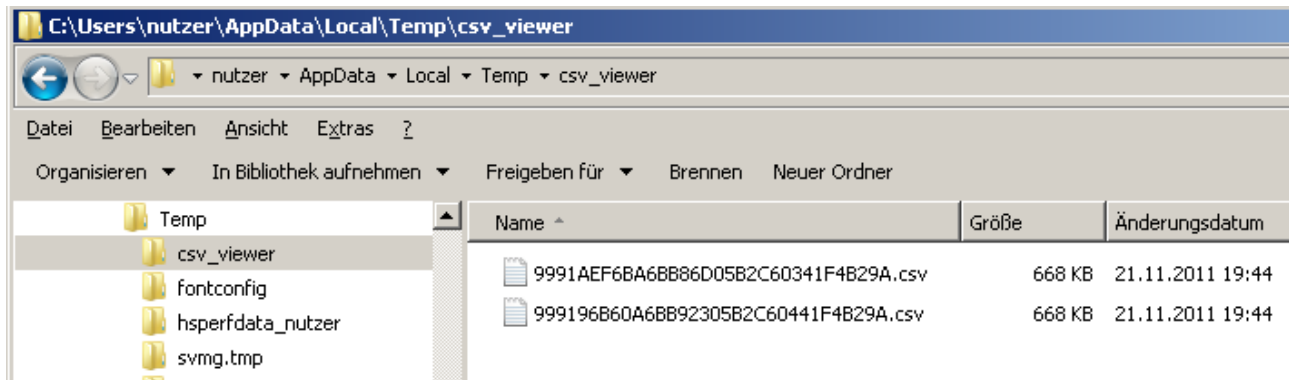 C:\Users\nutzer\AppData\Local\Temp\csv_viewer
nutzer AppData Local Temp csv_viewer
Datei Bearbeiten Ansicht Extras ?
Organisieren In Bibliothek aufnehmen Freigeben für Brennen Neuer Ordner
Temp
csv_viewer
fontconfig
hsperfdata_nutzer
svmg.tmp
Name Größe Änderungsdatum
9991AEF6BA6BB86D05B2C60341F4B29A.csv 668 KB 21.11.2011 19:44
999196B60A6BB92305B2C60441F4B29A.csv 668 KB 21.11.2011 19:44